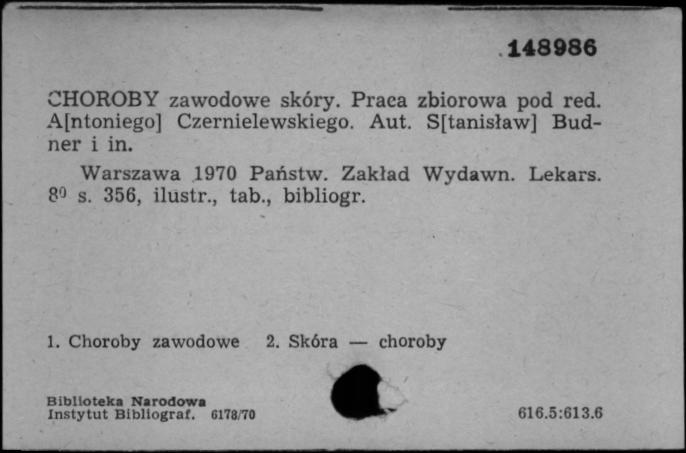 148986
CHOROBY zawodowe skóry. Praca zbiorowa pod red.
A[ntoniego] Czernielewskiego. Aut. S[tanisław] Bud-
ner i in.
Warszawa 1970 Państw. Zakład Wydawn. Lekars.
8⁰ s. 356, ilustr., tab., bibliogr.
1. Choroby zawodowe 2. Skóra — choroby
Biblioteka Narodowa
Instytut Bibliograf. 6178/70
616.5:613.6